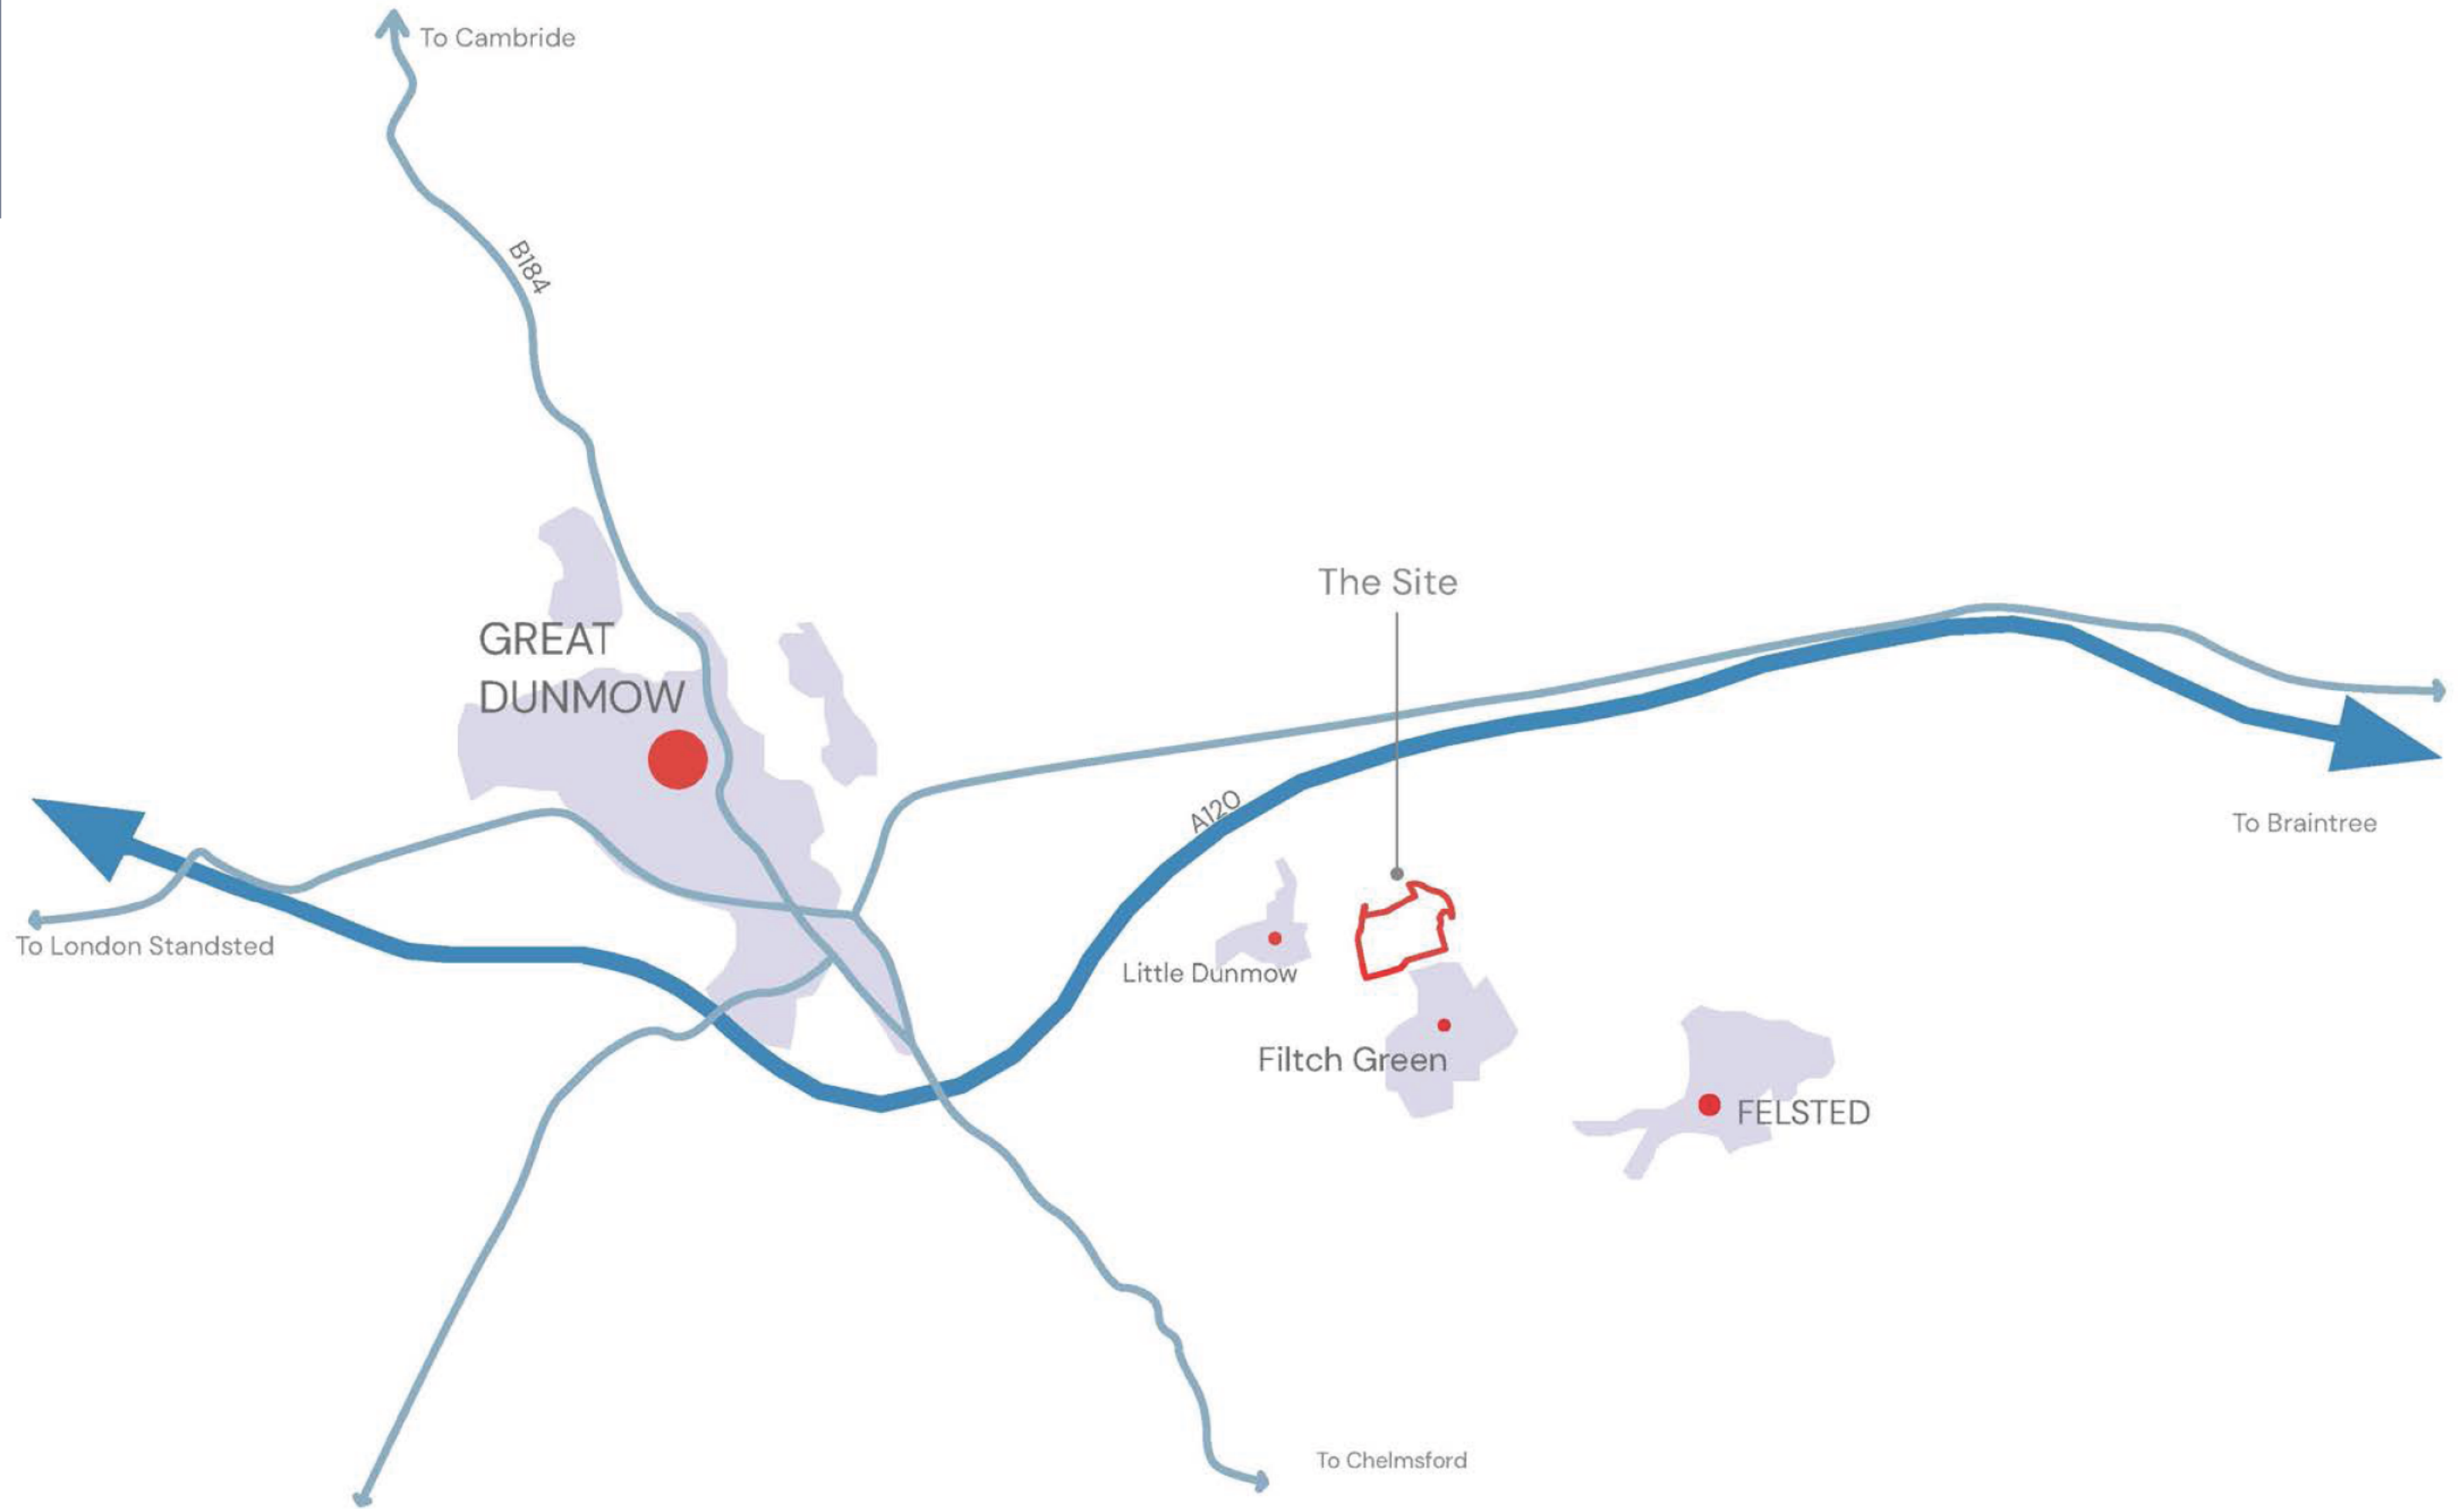 To Cambride
B184
The Site
GREAT
DUNMOW
A120
To Braintree
To London Standsted
Little Dunmow
Filtch Green
FELSTED
To Chelmsford